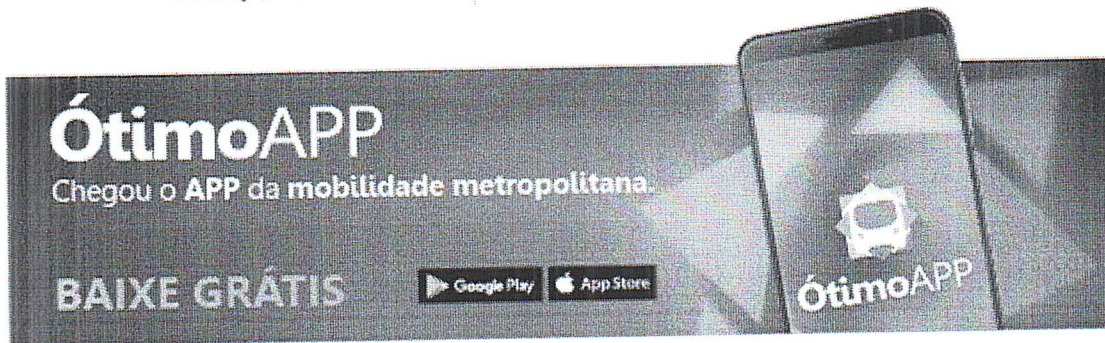 ÓtimoAPP
Chegou o APP da mobilidade metropolitana.
BAIXE GRÁTIS
Google Play
App Store
ÓtimoAPP